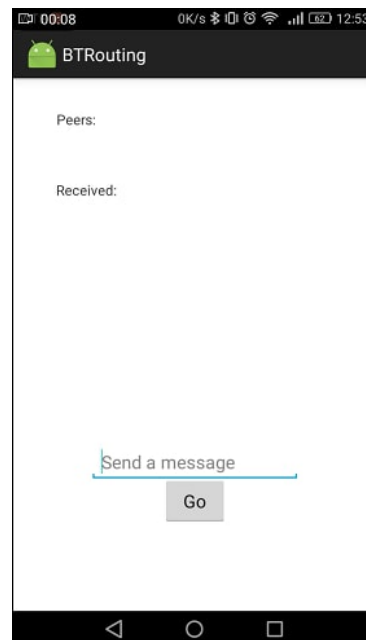 00:08 0K/s 62 12:53
BTRouting
Peers:
Received:
Send a message
Go